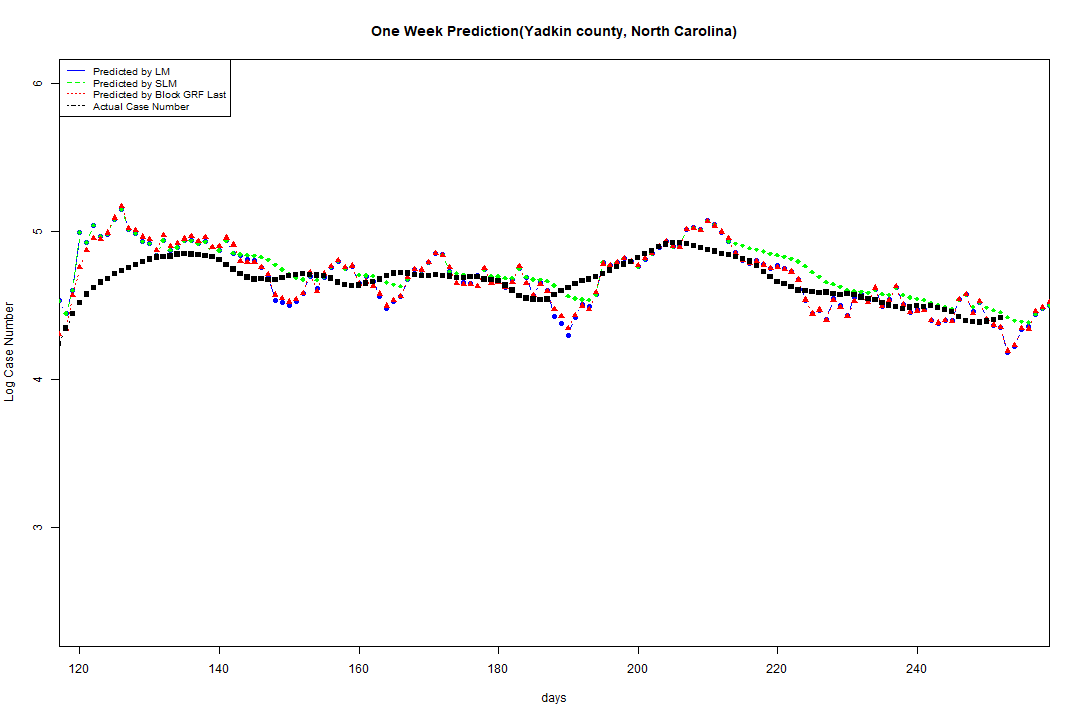 One Week Prediction(Yadkin county, North Carolina)
Predicted by LM
Predicted by SLM
Predicted by Block GRF Last
Actual Case Number
6
5
4
3
Log Case Number
120 140 160 180 200 220 240
days